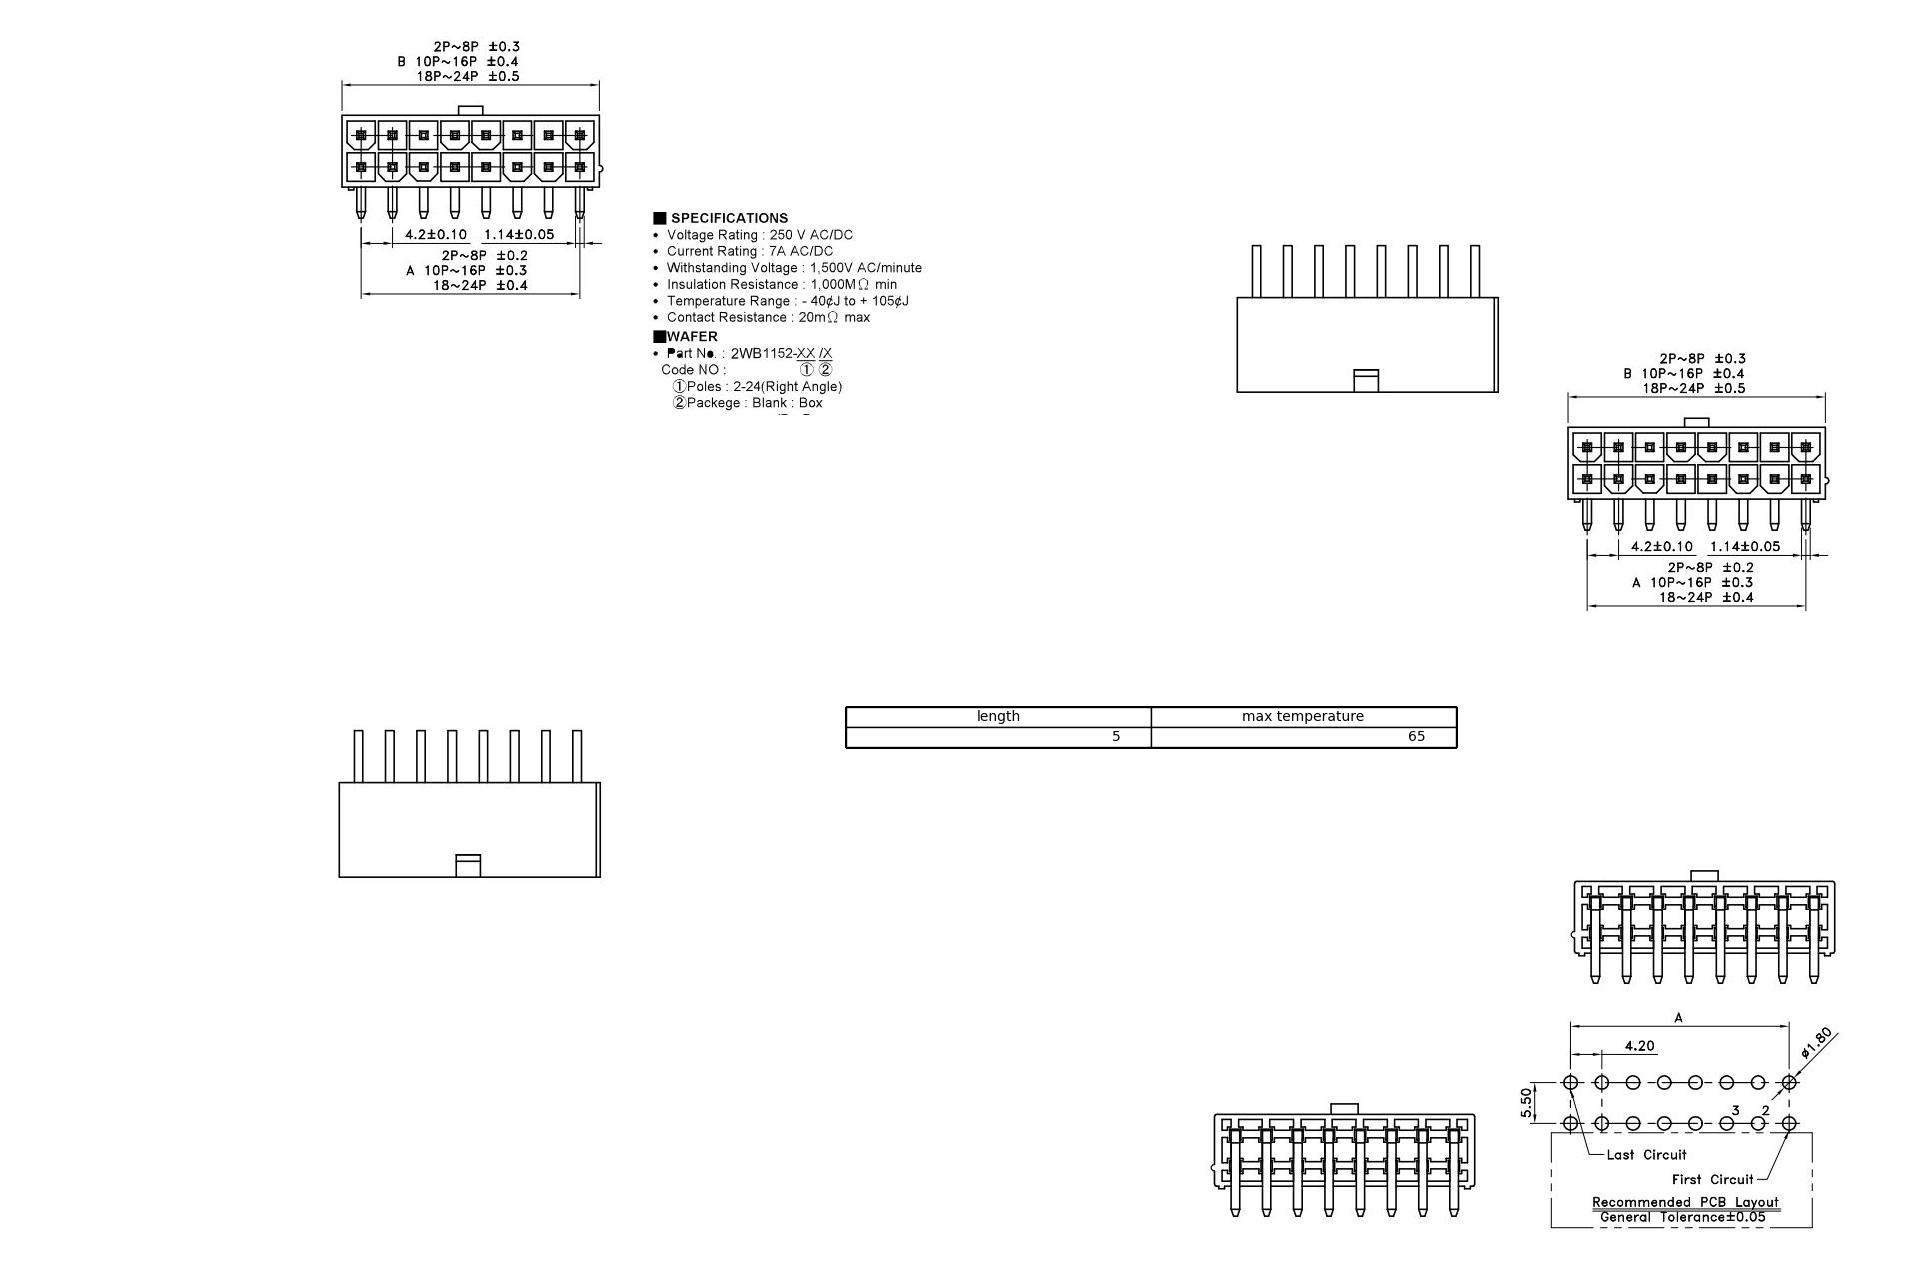 2P~8P ±0.3
B 10P~16P ±0.4
18P~24P ±0.5
4.2±0.10 1.14±0.05
2P~8P ±0.2
A 10P~16P ±0.3
18~24P ±0.4
■ SPECIFICATIONS
• Voltage Rating : 250 V AC/DC
• Current Rating : 7A AC/DC
• Withstanding Voltage : 1,500V AC/minute
• Insulation Resistance : 1,000MΩ min
• Temperature Range : - 40¢J to + 105¢J
• Contact Resistance : 20mΩ max
■WAFER
• Part No. : 2WB1152-XX /X
Code NO : ① ②
①Poles : 2-24(Right Angle)
②Packege : Blank : Box
2P~8P ±0.3
B 10P~16P ±0.4
18P~24P ±0.5
4.2±0.10 1.14±0.05
2P~8P ±0.2
A 10P~16P ±0.3
18~24P ±0.4
length max temperature
5 65
A
4.20
ø1.80
5.50
3 2
Last Circuit
First Circuit
Recommended PCB Layout
General Tolerance±0.05